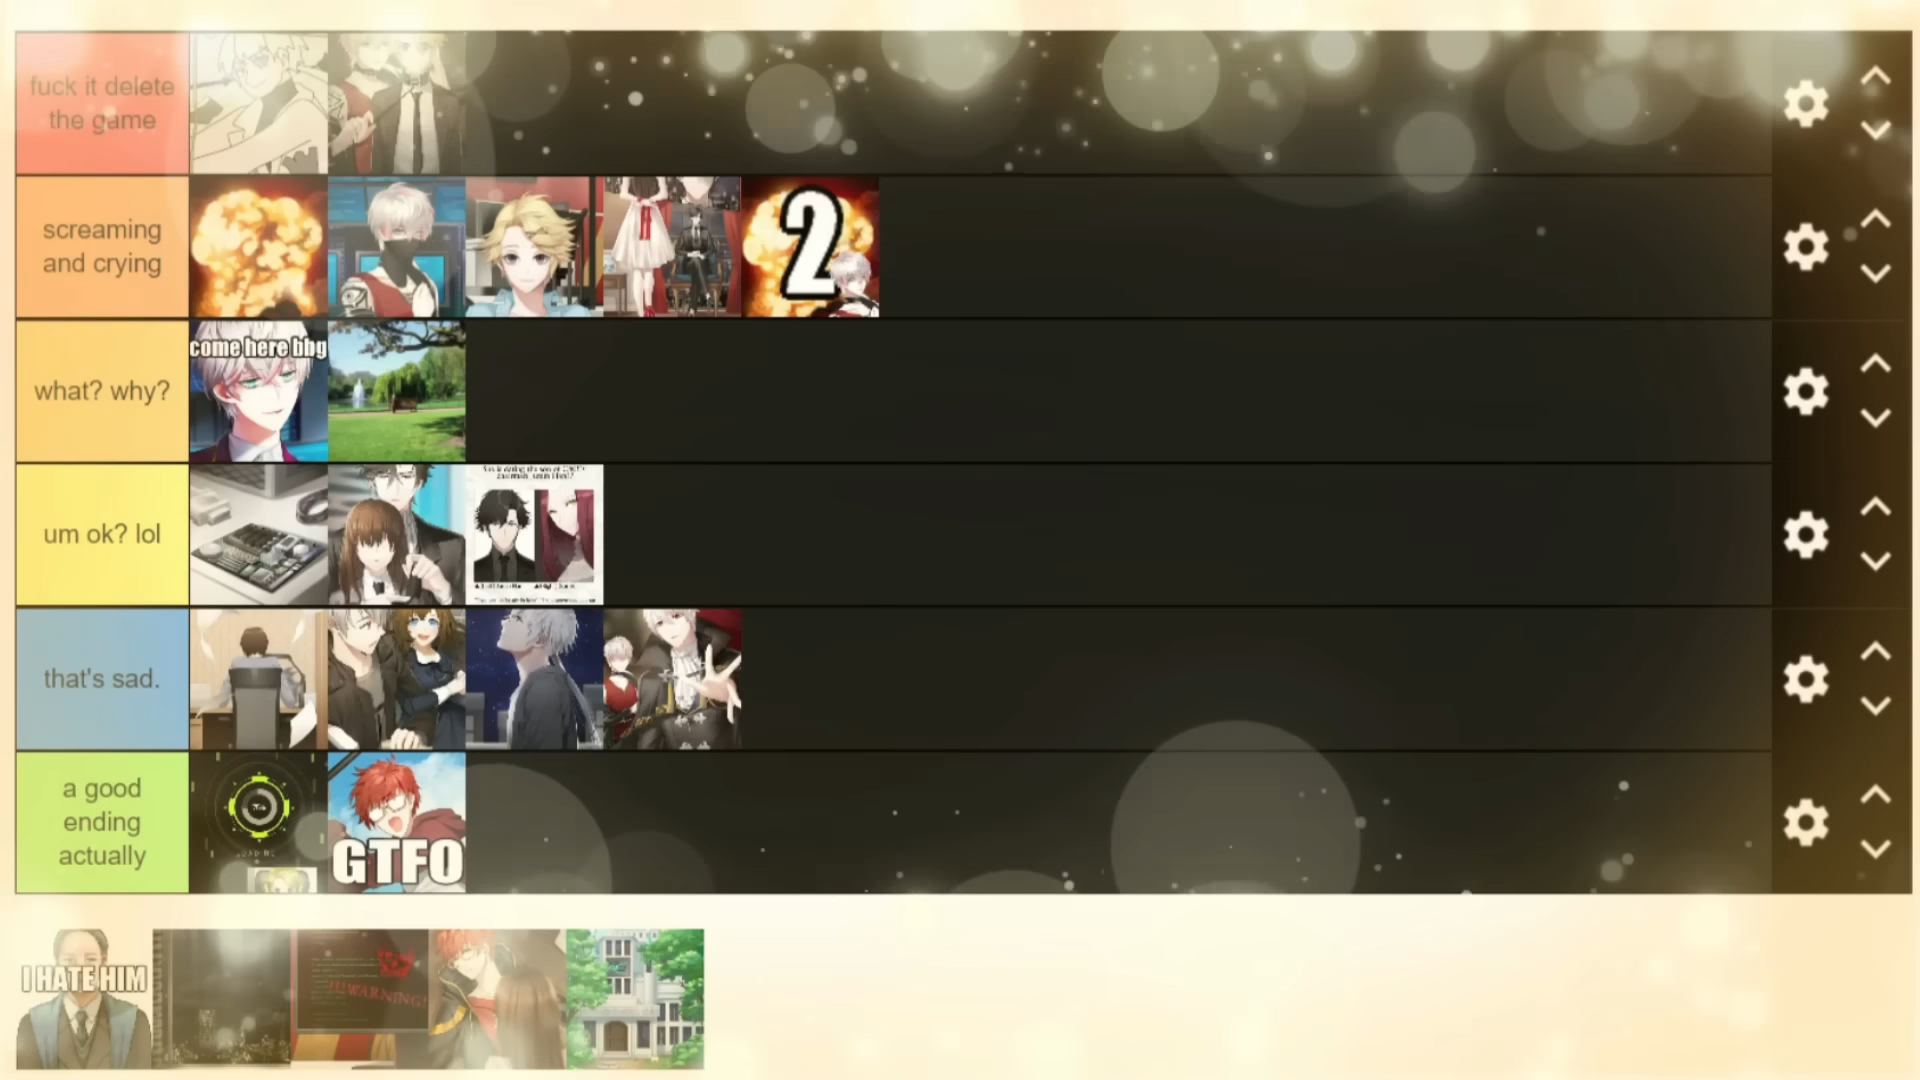 fuck it delete
the game
screaming
and crying
2
what? why?
come here bbg
um ok? lol
that's sad.
a good
ending
actually
GTFO
I HATE HIM
!!!WARNING!